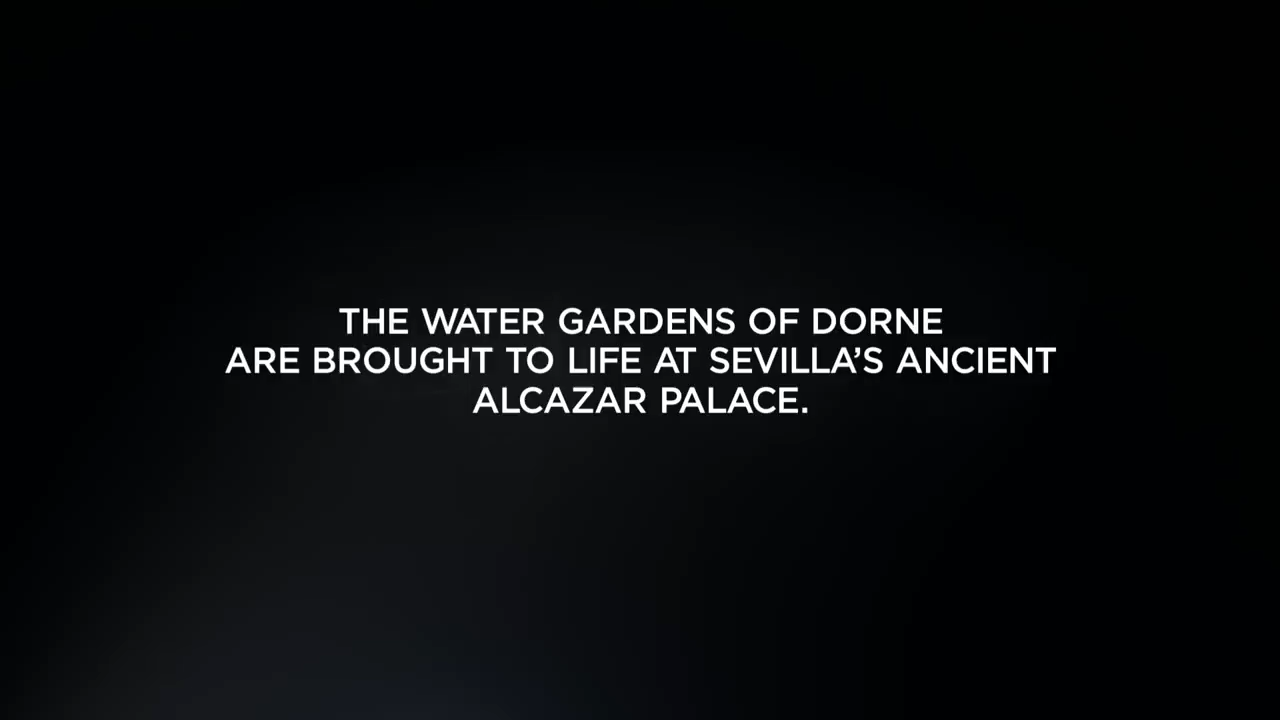 THE WATER GARDENS OF DORNE
ARE BROUGHT TO LIFE AT SEVILLA'S ANCIENT
ALCAZAR PALACE.